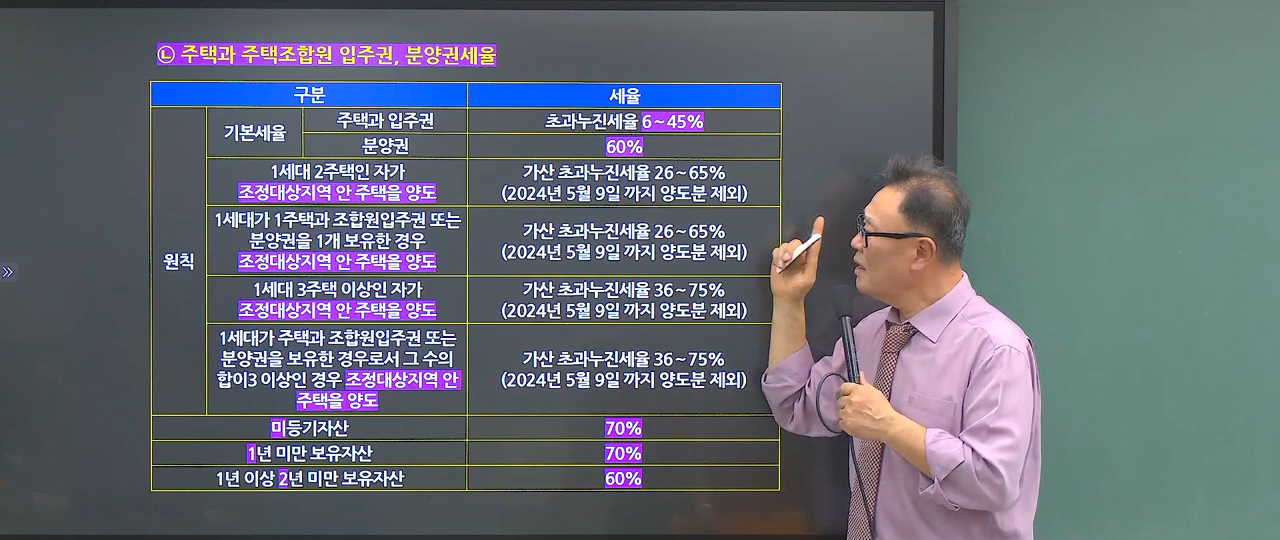 ㉡ 주택과 주택조합원 입주권, 분양권세율
구분
세율
원칙
기본세율
주택과 입주권
초과누진세율 6~45%
분양권
60%
1세대 2주택인 자가
조정대상지역 안 주택을 양도
가산 초과누진세율 26~65%
(2024년 5월 9일 까지 양도분 제외)
1세대가 1주택과 조합원입주권 또는
분양권을 1개 보유한 경우
조정대상지역 안 주택을 양도
가산 초과누진세율 26~65%
(2024년 5월 9일 까지 양도분 제외)
1세대 3주택 이상인 자가
조정대상지역 안 주택을 양도
가산 초과누진세율 36~75%
(2024년 5월 9일 까지 양도분 제외)
1세대가 주택과 조합원입주권 또는
분양권을 보유한 경우로서 그 수의
합이3 이상인 경우 조정대상지역 안
주택을 양도
가산 초과누진세율 36~75%
(2024년 5월 9일 까지 양도분 제외)
미등기자산
70%
1년 미만 보유자산
70%
1년 이상 2년 미만 보유자산
60%